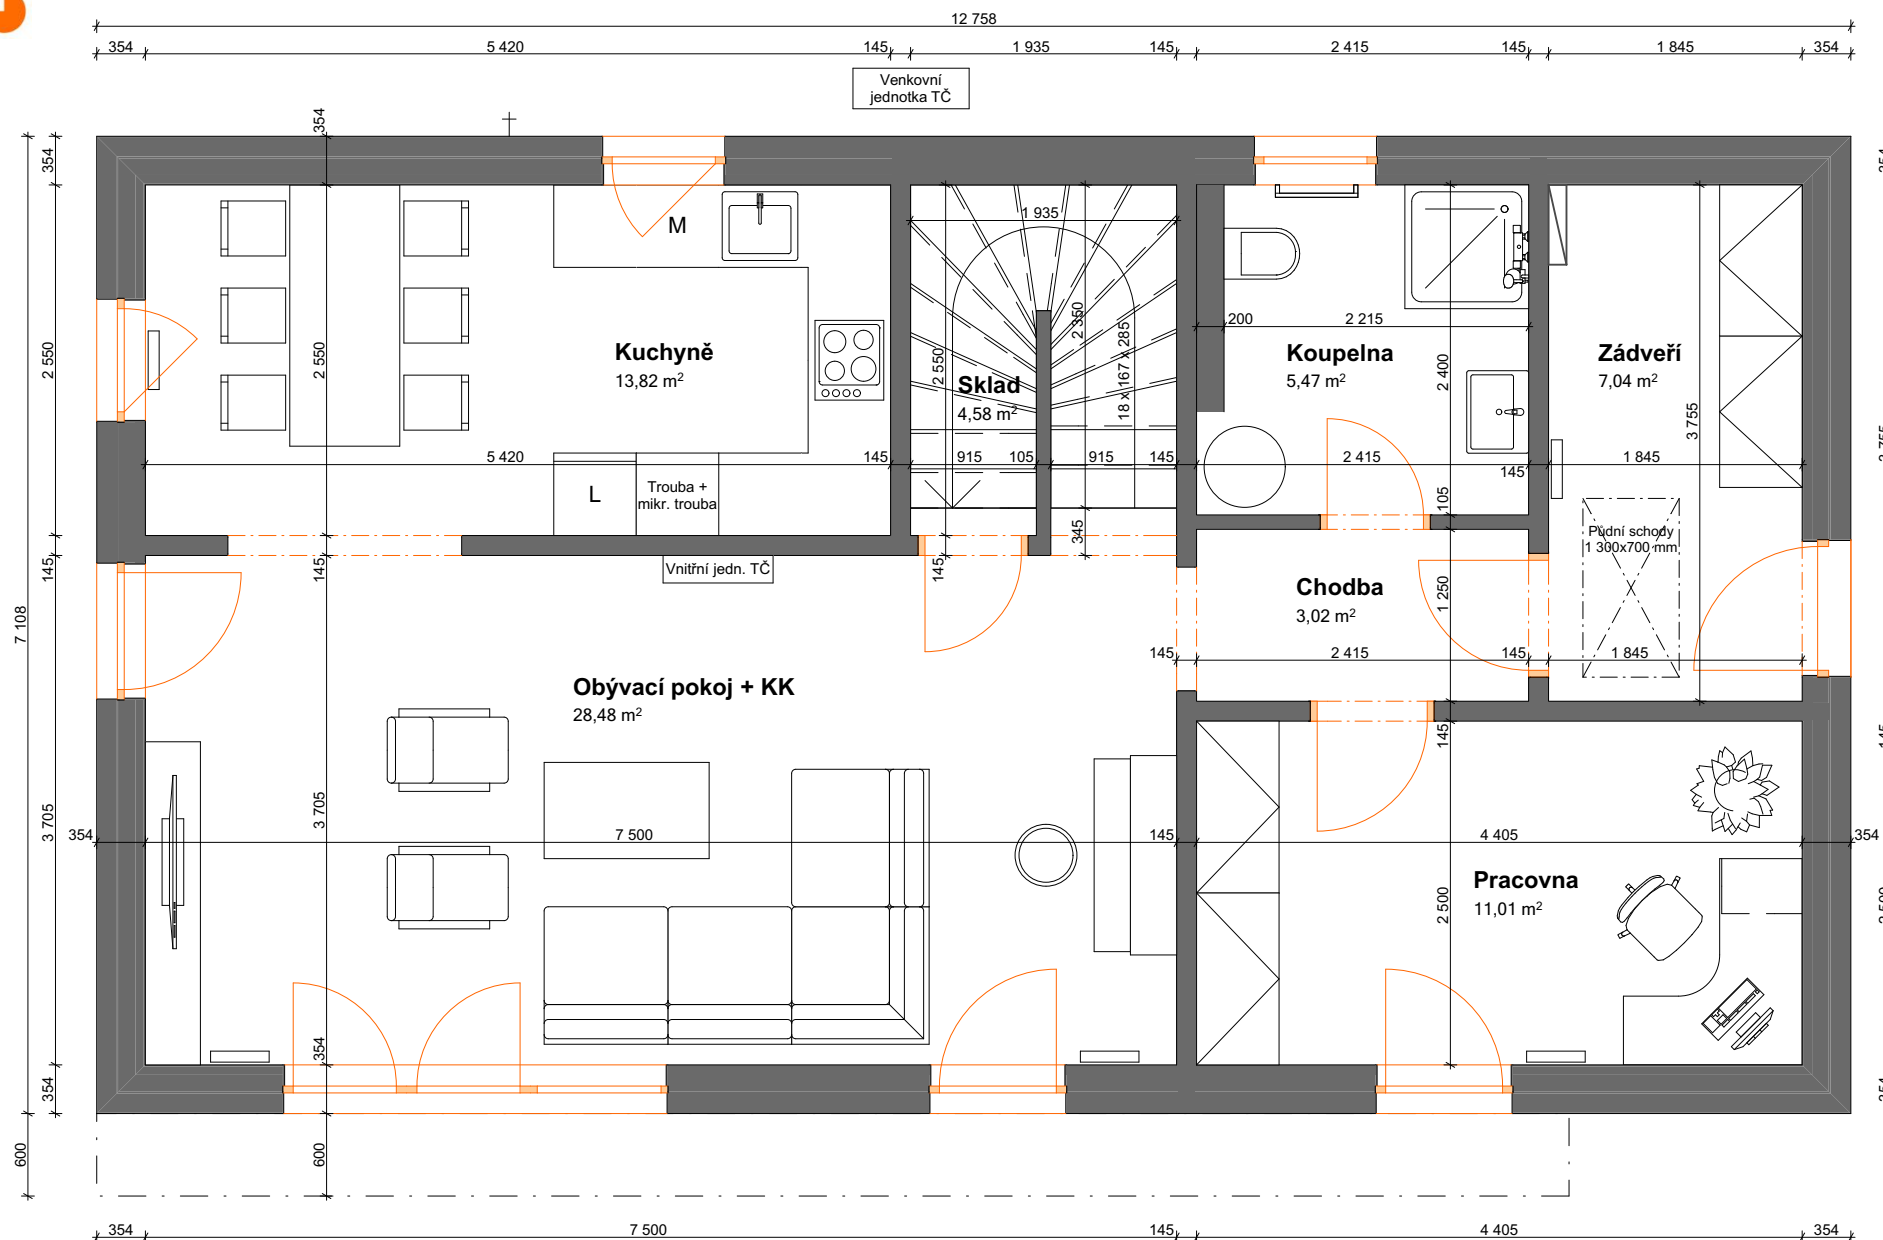 12 758
354
5 420
145
1 935
145
2 415
145
1 845
354
Venkovní
jednotka TČ
354
354
M
1 935
200
2 215
2 550
2 550
2 550
2 350
18 x 167 x 285
2 400
3 755
Kuchyně
13,82 m²
Sklad
4,58 m²
Koupelna
5,47 m²
Zádveří
7,04 m²
5 420
145
915
105
915
145
2 415
145
1 845
L
Trouba +
mikr. trouba
105
345
145
145
145
Vnitřní jedn. TČ
Půdní schody
1 300x700 mm
7 108
Chodba
3,02 m²
1 250
145
2 415
145
1 845
Obývací pokoj + KK
28,48 m²
145
3 705
3 705
354
7 500
145
4 405
354
Pracovna
11,01 m²
2 500
354
354
600
600
354
7 500
145
4 405
354